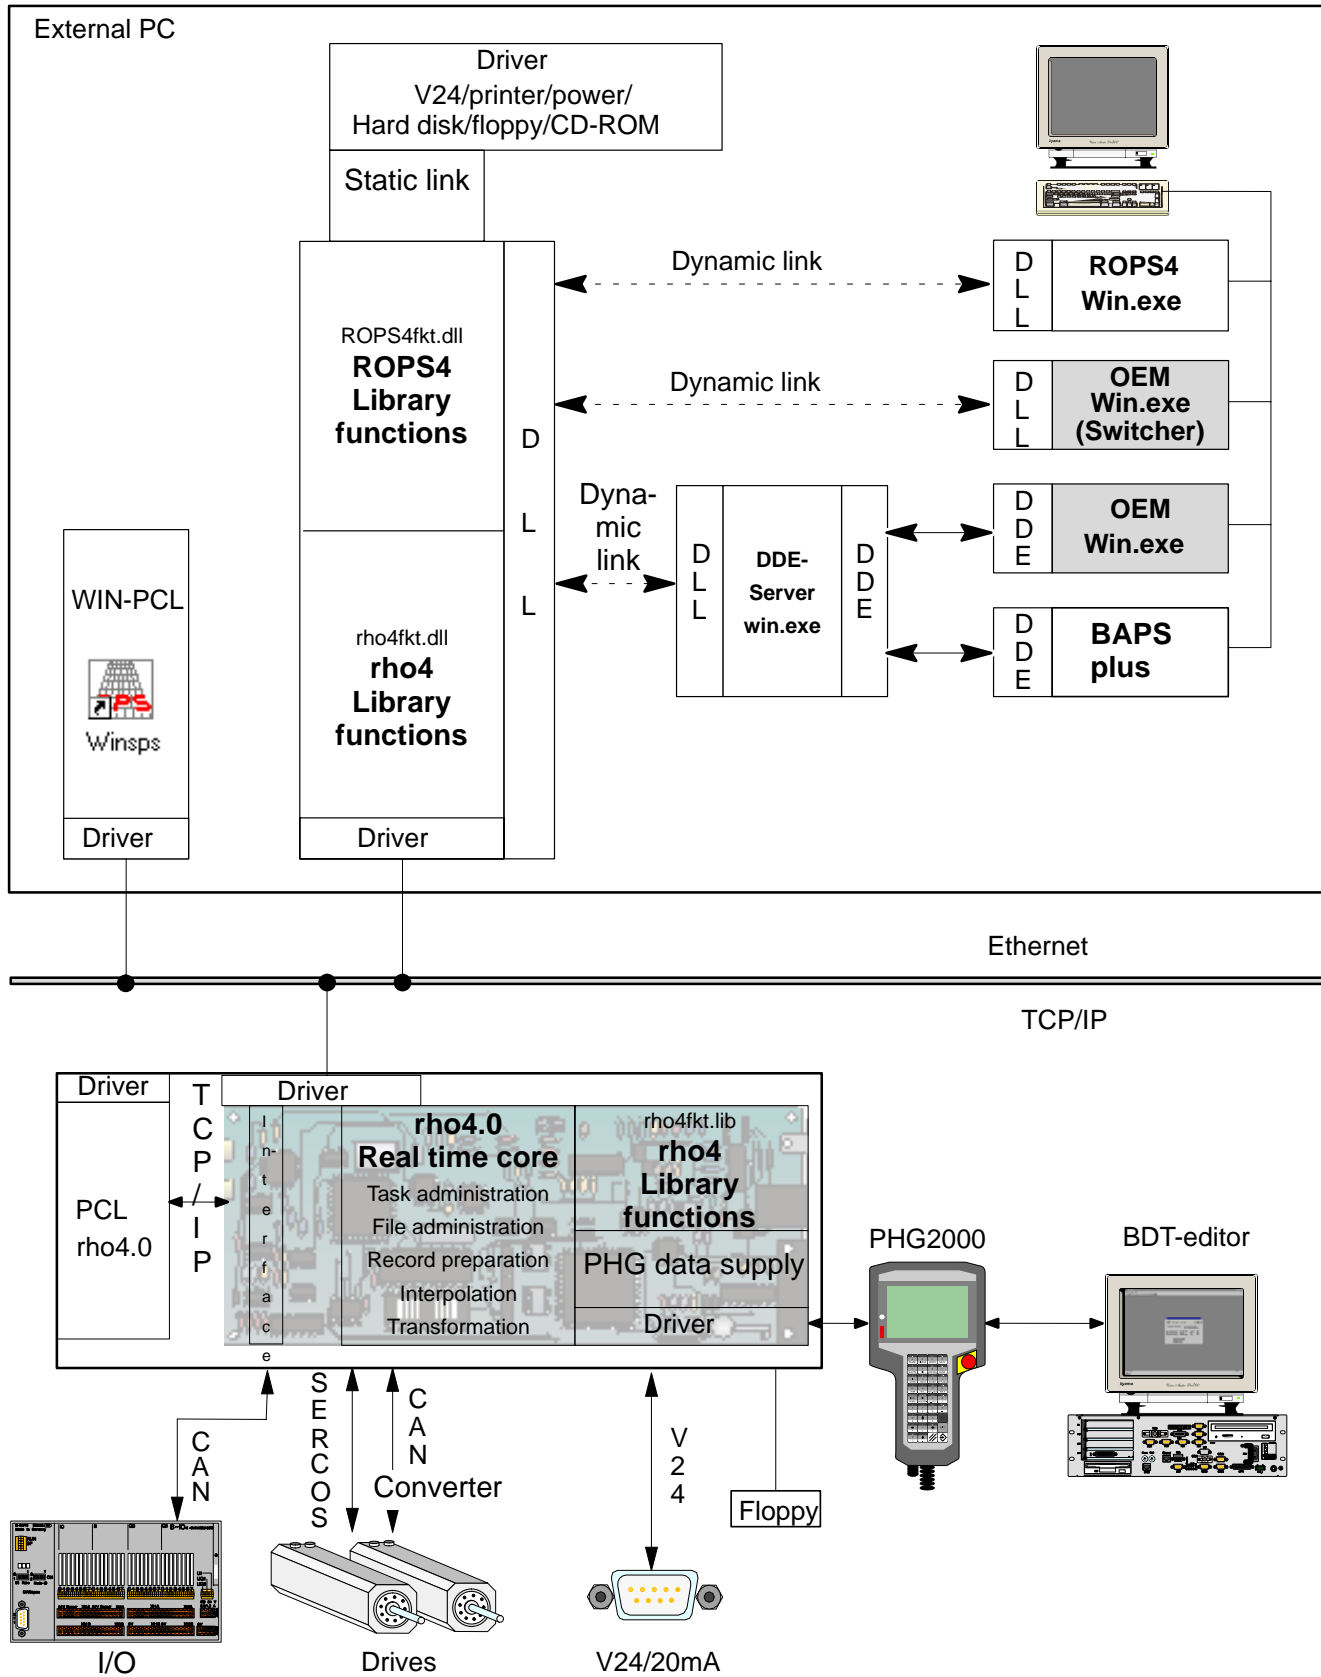 External PC
Driver
V24/printer/power/
Hard disk/floppy/CD-ROM
Static link
Dynamic link
D
L
L
ROPS4
Win.exe
ROPS4fkt.dll
ROPS4
Library
functions
Dynamic link
D
L
L
OEM
Win.exe
(Switcher)
D
L
L
Dyna-
mic
link
D
L
L
DDE-
Server
win.exe
D
D
E
D
D
E
OEM
Win.exe
WIN-PCL
Winsps
Driver
rho4fkt.dll
rho4
Library
functions
Driver
D
D
E
BAPS
plus
Ethernet
TCP/IP
Driver
T
C
P
/
IP
Driver
PCL
rho4.0
I
n-
t
e
r
f
a
c
e
rho4.0
Real time core
Task administration
File administration
Record preparation
Interpolation
Transformation
rho4fkt.lib
rho4
Library
functions
PHG data supply
Driver
PHG2000
BDT-editor
C
A
N
S
E
R
C
O
S
C
A
N
Converter
V
2
4
Floppy
I/O
Drives
V24/20mA